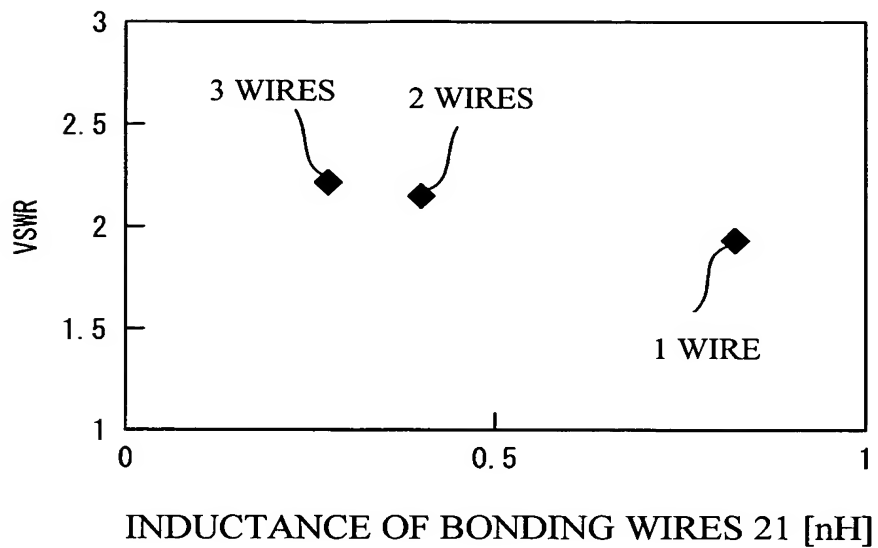 3
3 WIRES
2 WIRES
2.5
VSWR
2
1.5
1 WIRE
1
0
0.5
1
INDUCTANCE OF BONDING WIRES 21 [nH]